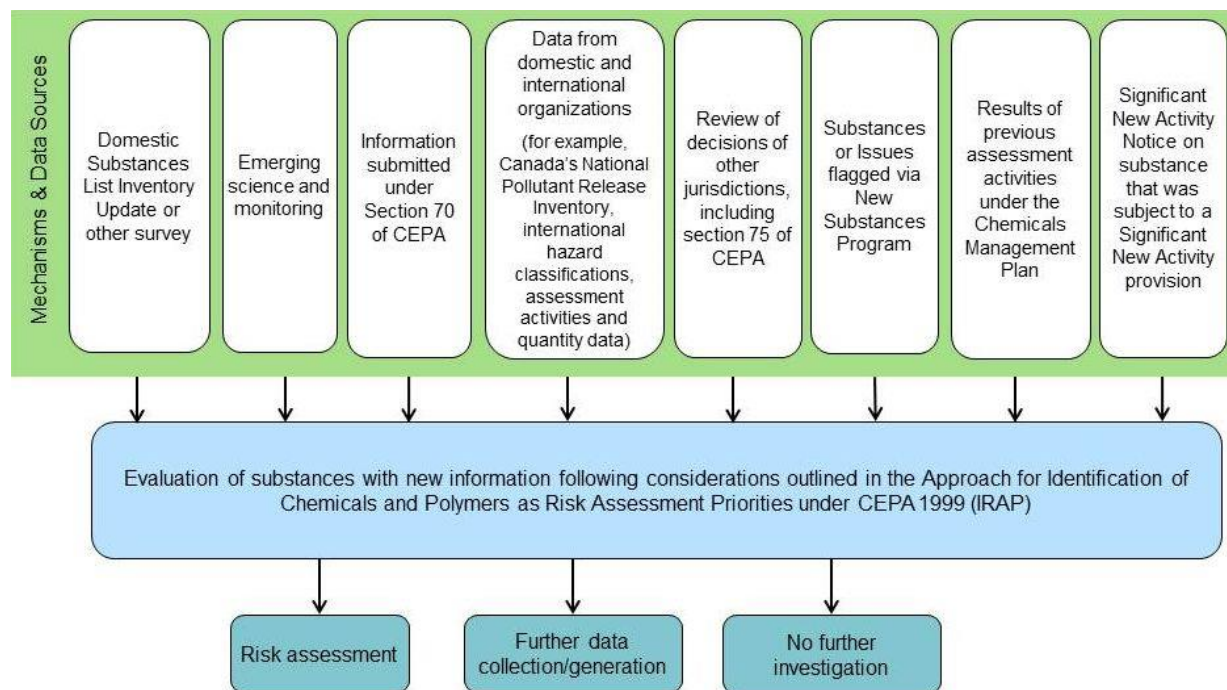 Mechanisms & Data Sources
Domestic
Substances
List Inventory
Update or
other survey
Emerging
science and
monitoring
Information
submitted
under
Section 70
of CEPA
Data from
domestic and
international
organizations
(for example,
Canada's National
Pollutant Release
Inventory,
international
hazard
classifications,
assessment
activities and
quantity data)
Review of
decisions of
other
jurisdictions,
including
section 75 of
CEPA
Substances
or Issues
flagged via
New
Substances
Program
Results of
previous
assessment
activities
under the
Chemicals
Management
Plan
Significant
New Activity
Notice on
substance
that was
subject to a
Significant
New Activity
provision
Evaluation of substances with new information following considerations outlined in the Approach for Identification of
Chemicals and Polymers as Risk Assessment Priorities under CEPA 1999 (IRAP)
Risk assessment
Further data
collection/generation
No further
investigation